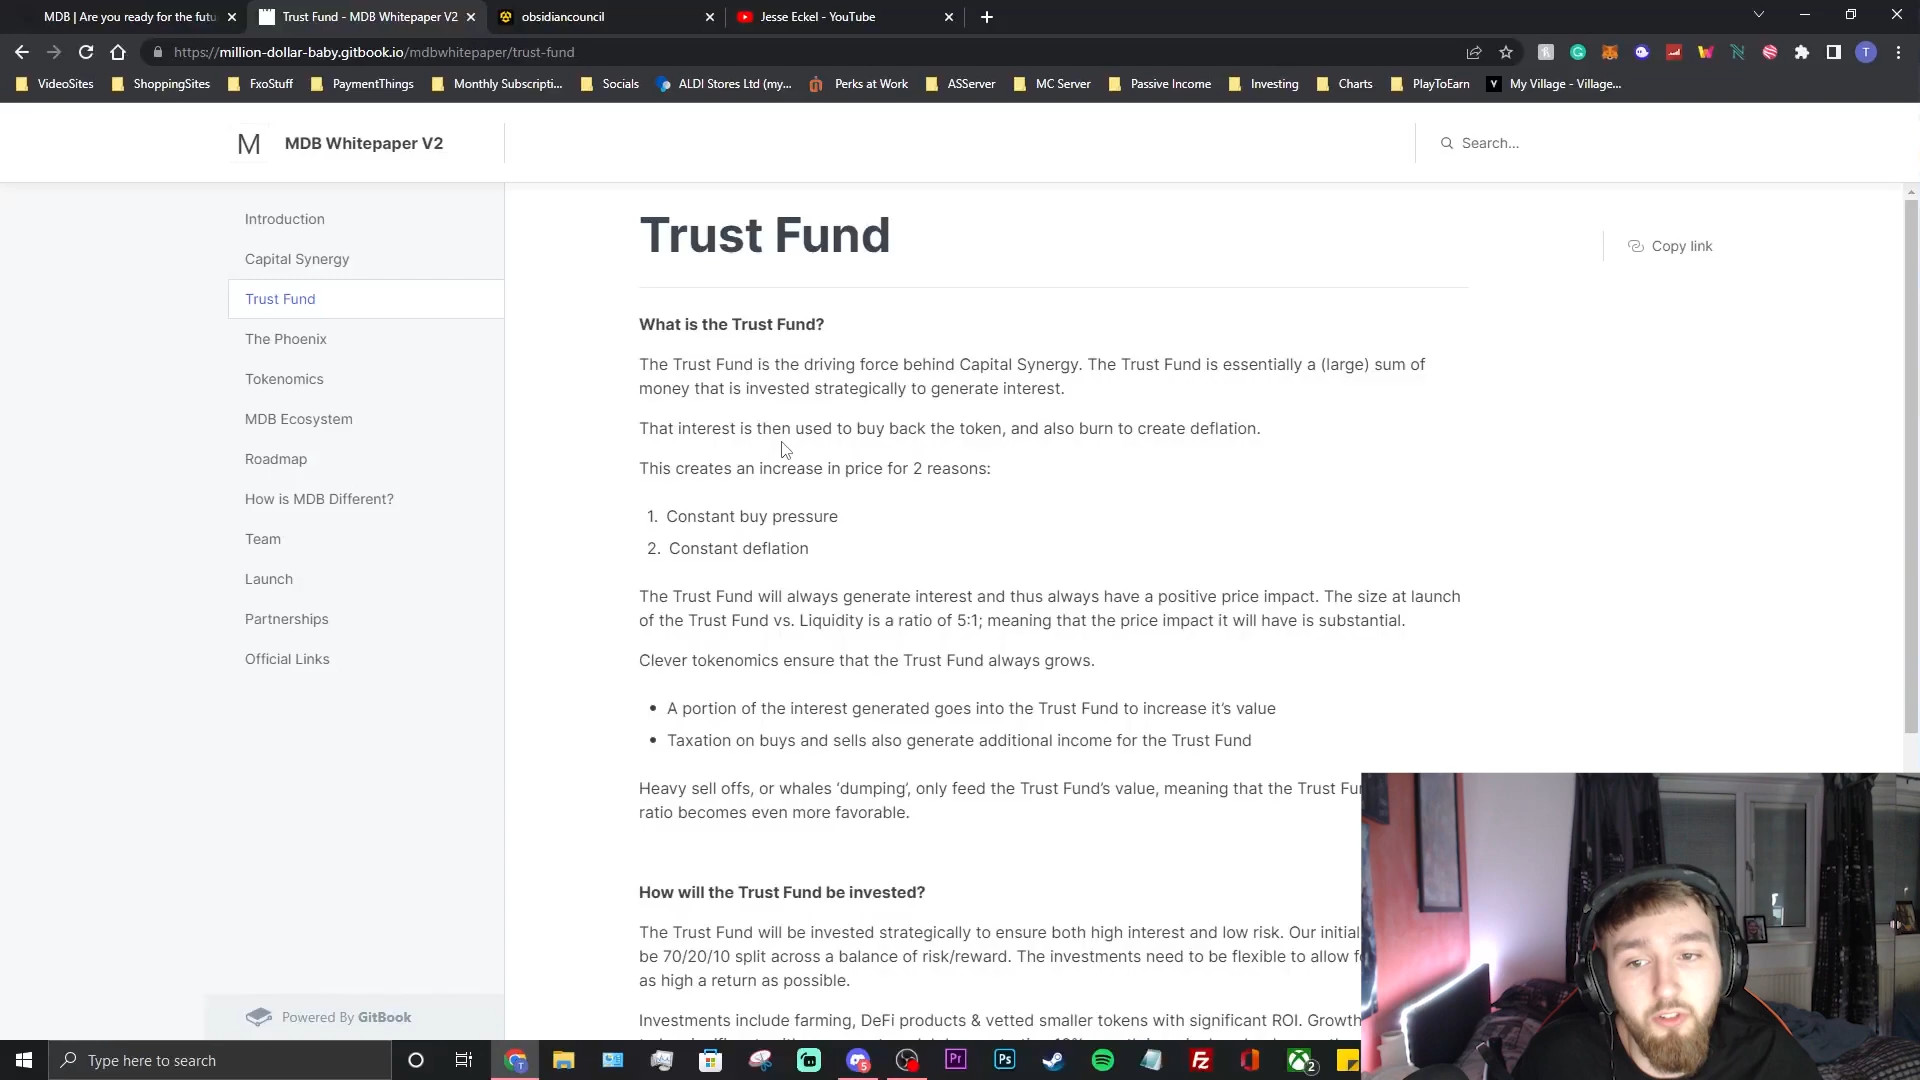 MDB | Are you ready for the futu
Trust Fund - MDB Whitepaper V2
obsidiancouncil
Jesse Eckel - YouTube
https://million-dollar-baby.gitbook.io/mdbwhitepaper/trust-fund
VideoSites
ShoppingSites
FxoStuff
PaymentThings
Monthly Subscripti...
Socials
ALDI Stores Ltd (my...
Perks at Work
ASServer
MC Server
Passive Income
Investing
Charts
PlayToEarn
My Village - Village...
M
MDB Whitepaper V2
Search...
Introduction
Capital Synergy
Trust Fund
The Phoenix
Tokenomics
MDB Ecosystem
Roadmap
How is MDB Different?
Team
Launch
Partnerships
Official Links
Powered By GitBook
Trust Fund
Copy link
What is the Trust Fund?
The Trust Fund is the driving force behind Capital Synergy. The Trust Fund is essentially a (large) sum of
money that is invested strategically to generate interest.
That interest is then used to buy back the token, and also burn to create deflation.
This creates an increase in price for 2 reasons:
1. Constant buy pressure
2. Constant deflation
The Trust Fund will always generate interest and thus always have a positive price impact. The size at launch
of the Trust Fund vs. Liquidity is a ratio of 5:1; meaning that the price impact it will have is substantial.
Clever tokenomics ensure that the Trust Fund always grows.
• A portion of the interest generated goes into the Trust Fund to increase it’s value
• Taxation on buys and sells also generate additional income for the Trust Fund
Heavy sell offs, or whales ‘dumping’, only feed the Trust Fund’s value, meaning that the Trust Fu
ratio becomes even more favorable.
How will the Trust Fund be invested?
The Trust Fund will be invested strategically to ensure both high interest and low risk. Our initial
be 70/20/10 split across a balance of risk/reward. The investments need to be flexible to allow f
as high a return as possible.
Investments include farming, DeFi products & vetted smaller tokens with significant ROI. Growth
Type here to search